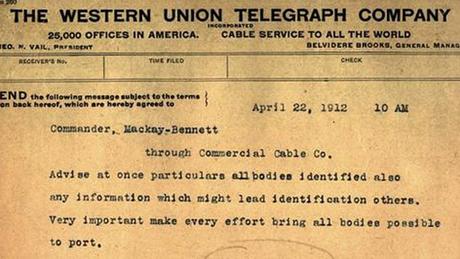 THE WESTERN UNION TELEGRAPH COMPANY
INCORPORATED
25,000 OFFICES IN AMERICA. CABLE SERVICE TO ALL THE WORLD
EO. N. VAIL, PRESIDENT BELVIDERE BROOKS, GENERAL MANAG
RECEIVER'S No. TIME FILED CHECK
END the following message subject to the terms
on back hereof, which are hereby agreed to
April 22, 1912 10 AM
Commander, Mackay-Bennett
through Commercial Cable Co.
Advise at once particulars allbodies identified also
any information which might lead identification others.
Very important make every effort bring all bodies possible
to port.